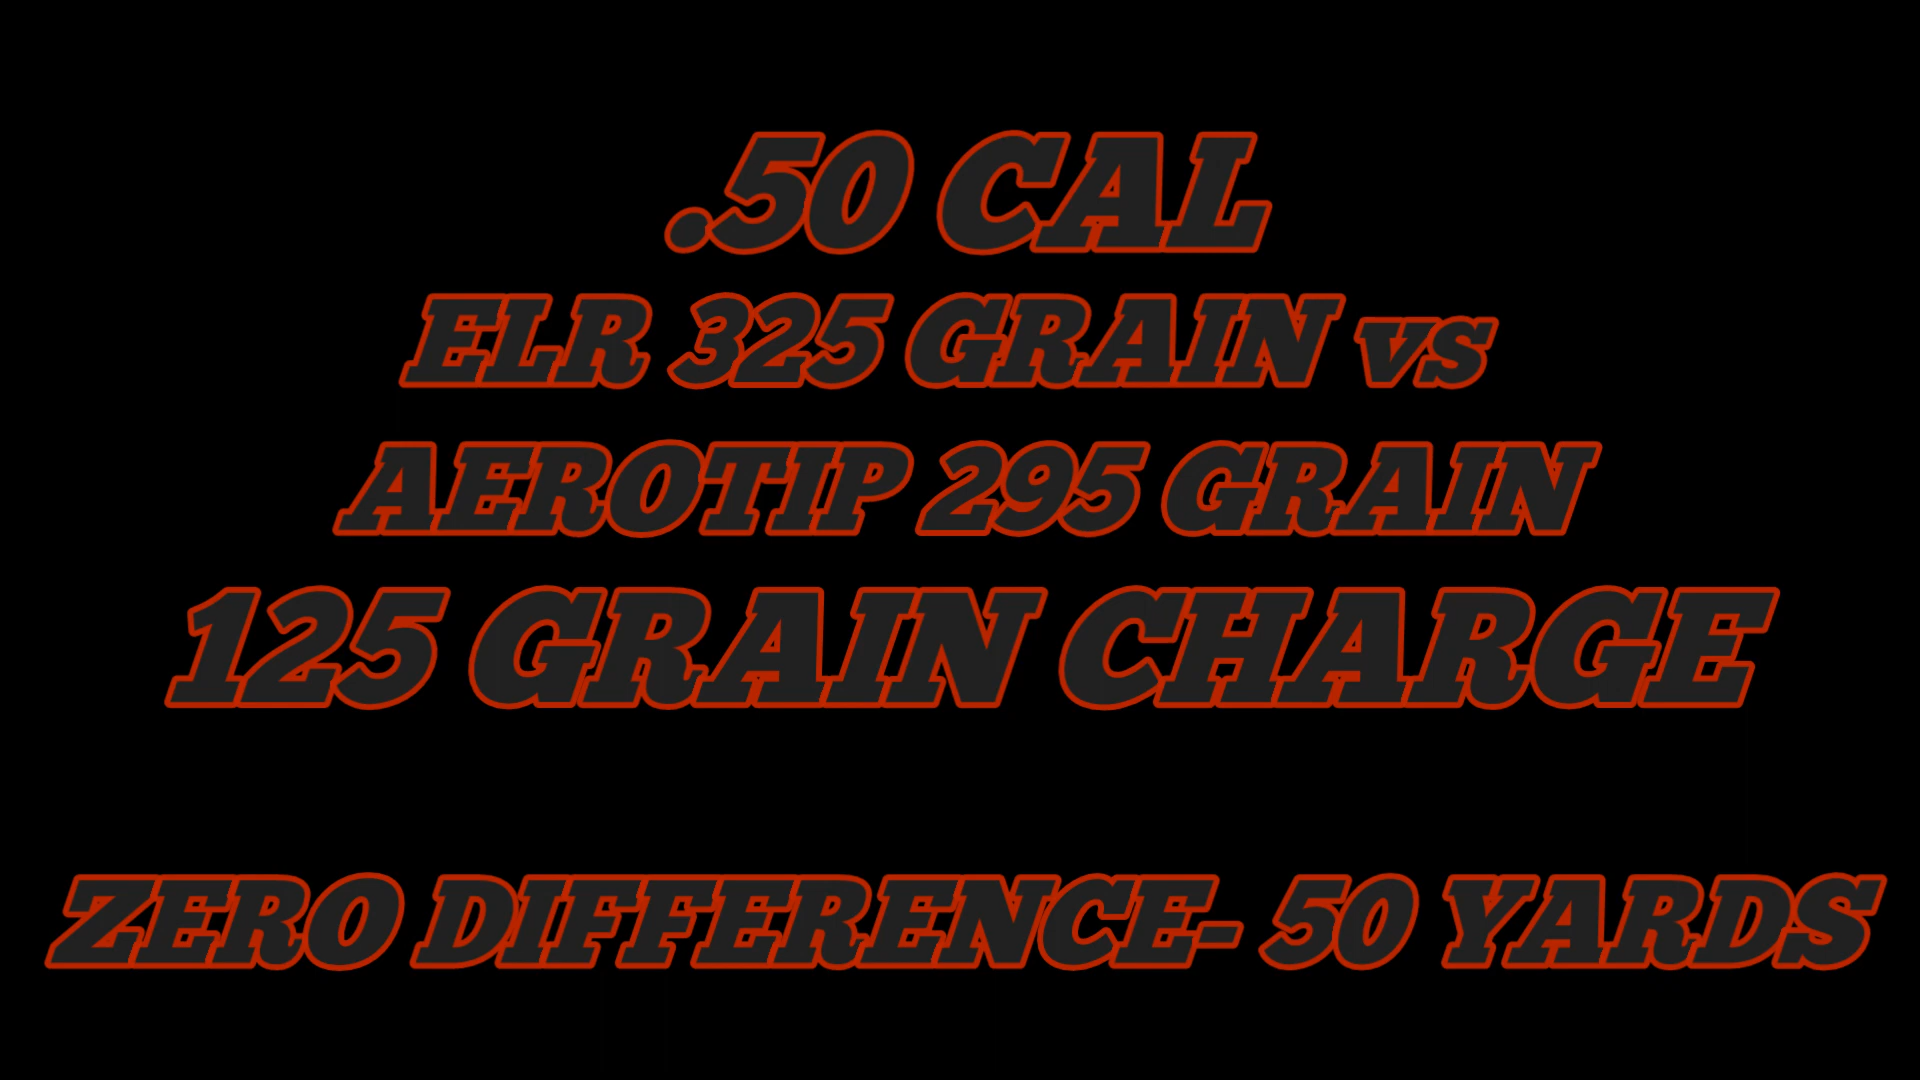 .50 CAL
ELR 325 GRAIN vs
AEROTIP 295 GRAIN
125 GRAIN CHARGE
ZERO DIFFERENCE- 50 YARDS